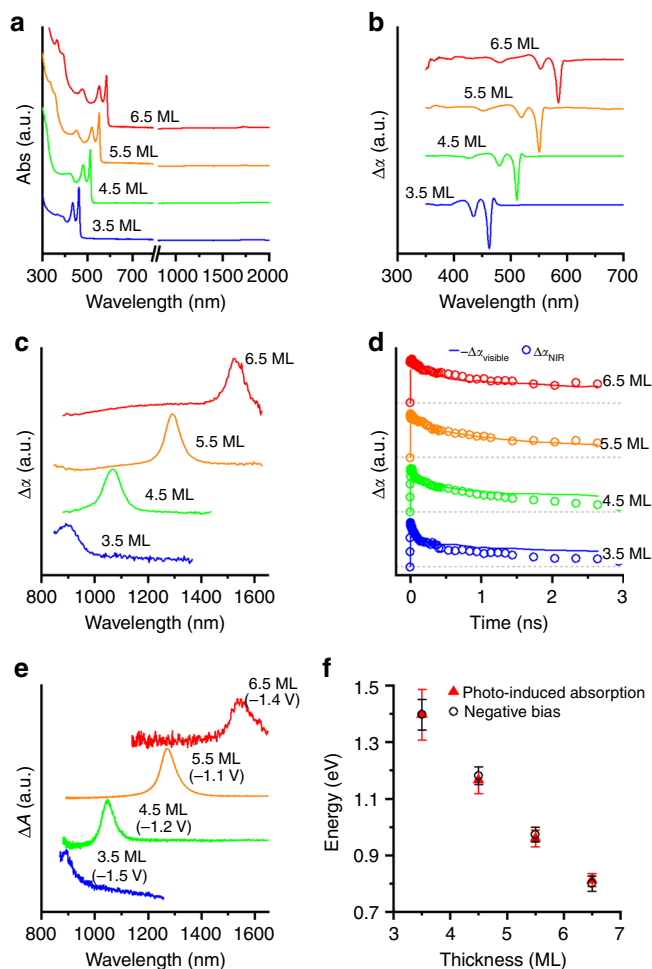 a
Abs (a.u.)
6.5 ML
5.5 ML
4.5 ML
3.5 ML
300 500 700 1000 1500 2000
Wavelength (nm)
b
Δα (a.u.)
6.5 ML
5.5 ML
4.5 ML
3.5 ML
300 400 500 600 700
Wavelength (nm)
c
Δα (a.u.)
6.5 ML
5.5 ML
4.5 ML
3.5 ML
800 1000 1200 1400 1600
Wavelength (nm)
d
Δα (a.u.)
−Δαvisible ΔαNIR
6.5 ML
5.5 ML
4.5 ML
3.5 ML
0 1 2 3
Time (ns)
e
ΔA (a.u.)
6.5 ML
(−1.4 V)
5.5 ML
(−1.1 V)
4.5 ML
(−1.2 V)
3.5 ML
(−1.5 V)
800 1000 1200 1400 1600
Wavelength (nm)
f
Energy (eV)
1.5
1.3
1.1
0.9
0.7
Photo-induced absorption
Negative bias
3 4 5 6 7
Thickness (ML)